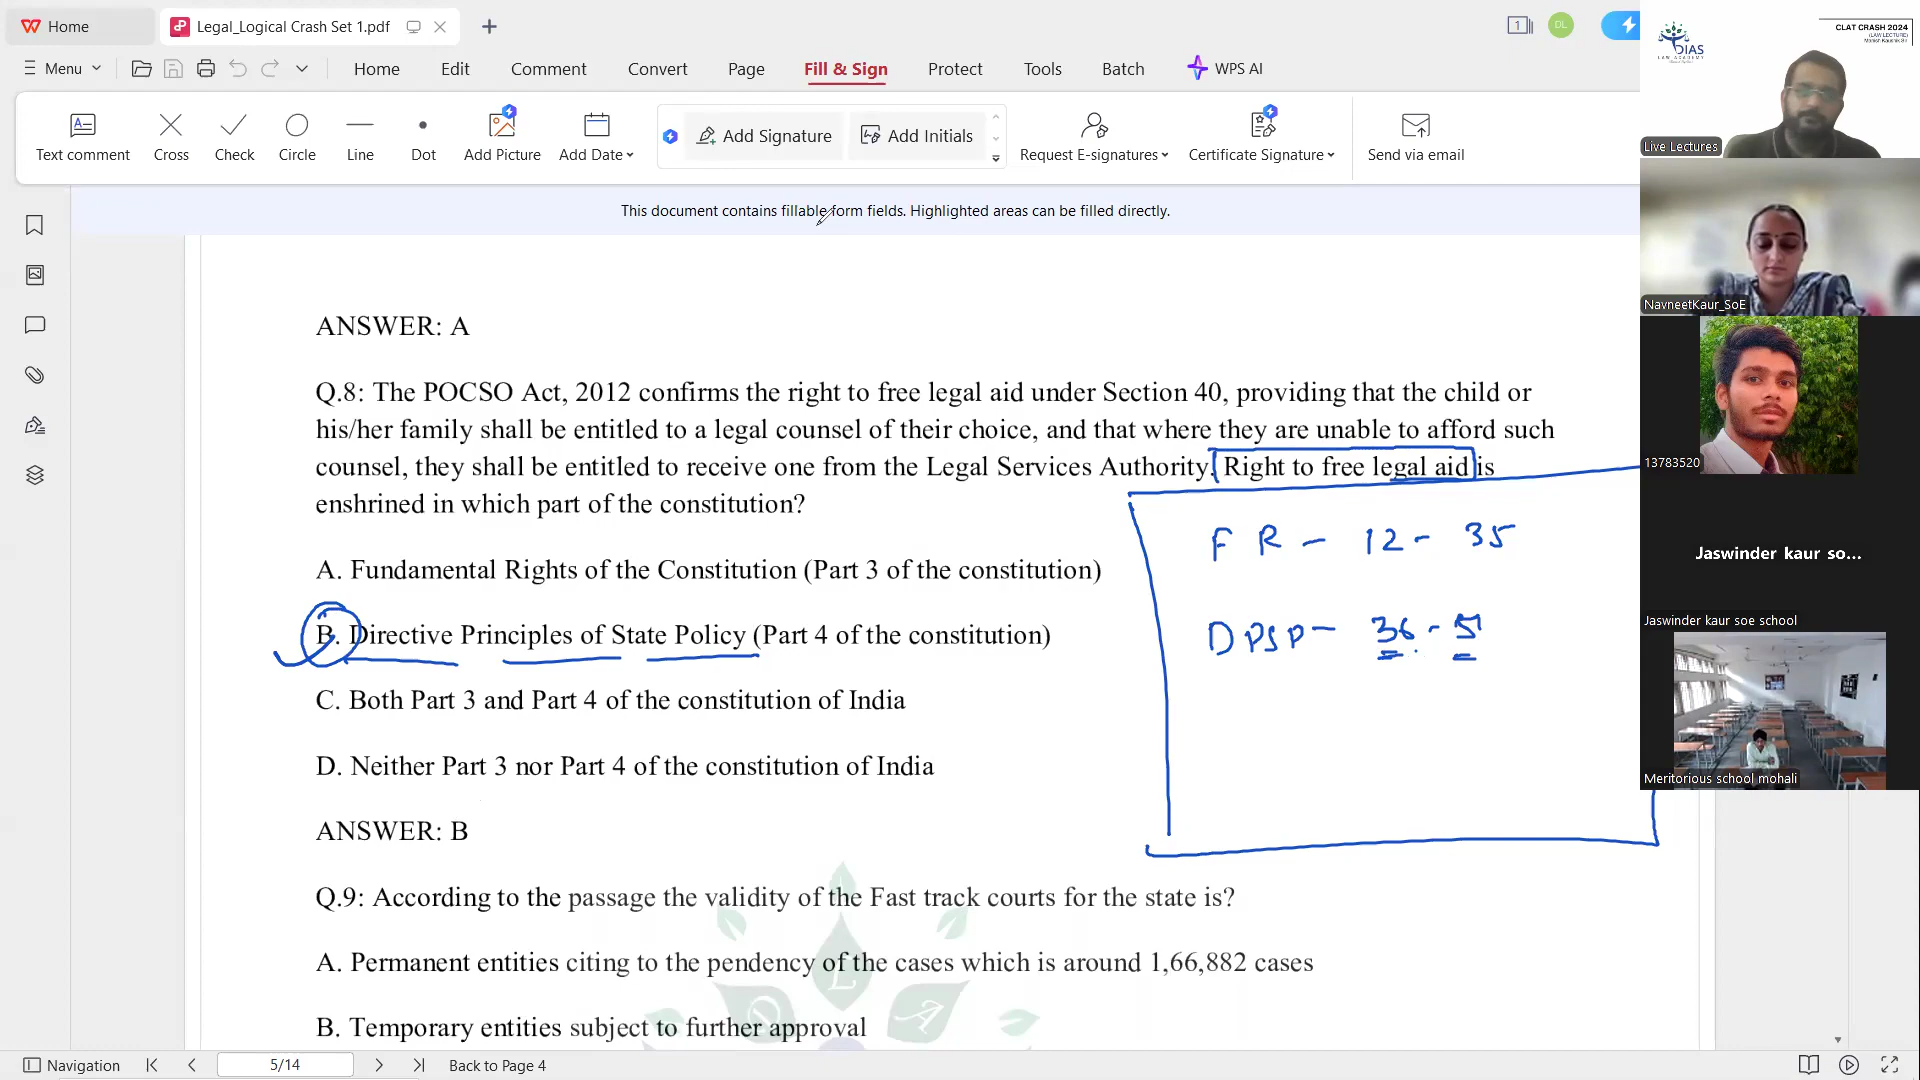 Home
Legal_Logical Crash Set 1.pdf
1
DL
Menu
Home
Edit
Comment
Convert
Page
Fill & Sign
Protect
Tools
Batch
WPS AI
Text comment
Cross
Check
Circle
Line
Dot
Add Picture
Add Date
Add Signature
Add Initials
Request E-signatures
Certificate Signature
Send via email
This document contains fillable form fields. Highlighted areas can be filled directly.
ANSWER: A
Q.8: The POCSO Act, 2012 confirms the right to free legal aid under Section 40, providing that the child or
his/her family shall be entitled to a legal counsel of their choice, and that where they are unable to afford such
counsel, they shall be entitled to receive one from the Legal Services Authority. Right to free legal aid is
enshrined in which part of the constitution?
A. Fundamental Rights of the Constitution (Part 3 of the constitution)
B. Directive Principles of State Policy (Part 4 of the constitution)
C. Both Part 3 and Part 4 of the constitution of India
D. Neither Part 3 nor Part 4 of the constitution of India
ANSWER: B
Q.9: According to the passage the validity of the Fast track courts for the state is?
A. Permanent entities citing to the pendency of the cases which is around 1,66,882 cases
B. Temporary entities subject to further approval
F R - 12 - 35
DPSP - 36 - 51
Navigation
5/14
Back to Page 4
DIAS
LAW ACADEMY
CLAT CRASH 2024
(LAW LECTURE)
Manish Kaushik Sir
Live Lectures
NavneetKaur_SoE
13783520
Jaswinder kaur so...
Jaswinder kaur soe school
Meritorious school mohali